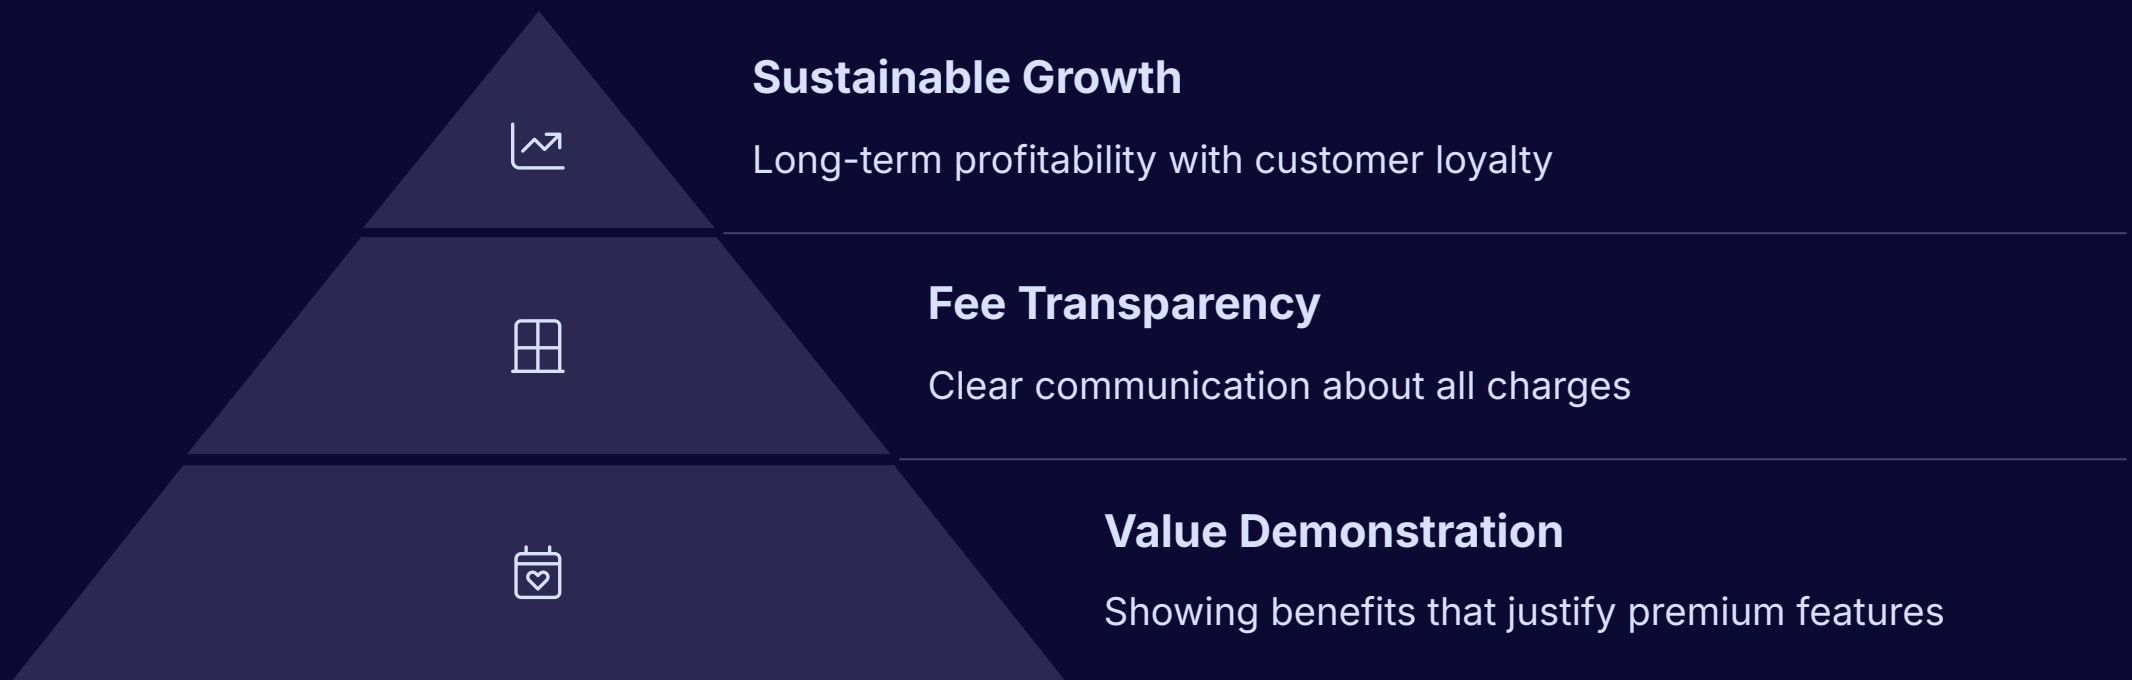 Sustainable Growth
Long-term profitability with customer loyalty
Fee Transparency
Clear communication about all charges
Value Demonstration
Showing benefits that justify premium features